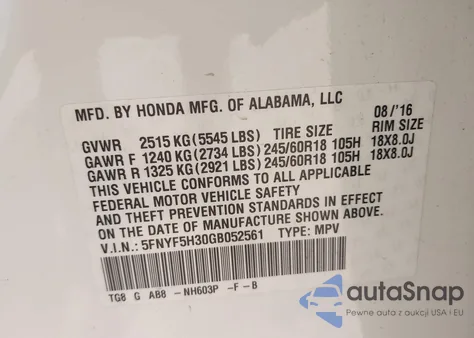 MFD. BY HONDA MFG. OF ALABAMA, LLC 08/'16
GVWR 2515 KG(5545 LBS) TIRE SIZE RIM SIZE
GAWR F 1240 KG(2734 LBS)245/60R18 105H 18X8.0J
GAWR R 1325 KG(2921 LBS)245/60R18 105H 18X8.0J
THIS VEHICLE CONFORMS TO ALL APPLICABLE
FEDERAL MOTOR VEHICLE SAFETY
AND THEFT PREVENTION STANDARDS IN EFFECT
ON THE DATE OF MANUFACTURE SHOWN ABOVE.
V.I.N.: 5FNYF5H30GB052561 TYPE: MPV
TG8 G AB8 -NH603P -F-B
autoSnap
Pewne auta z aukcji USA i EU